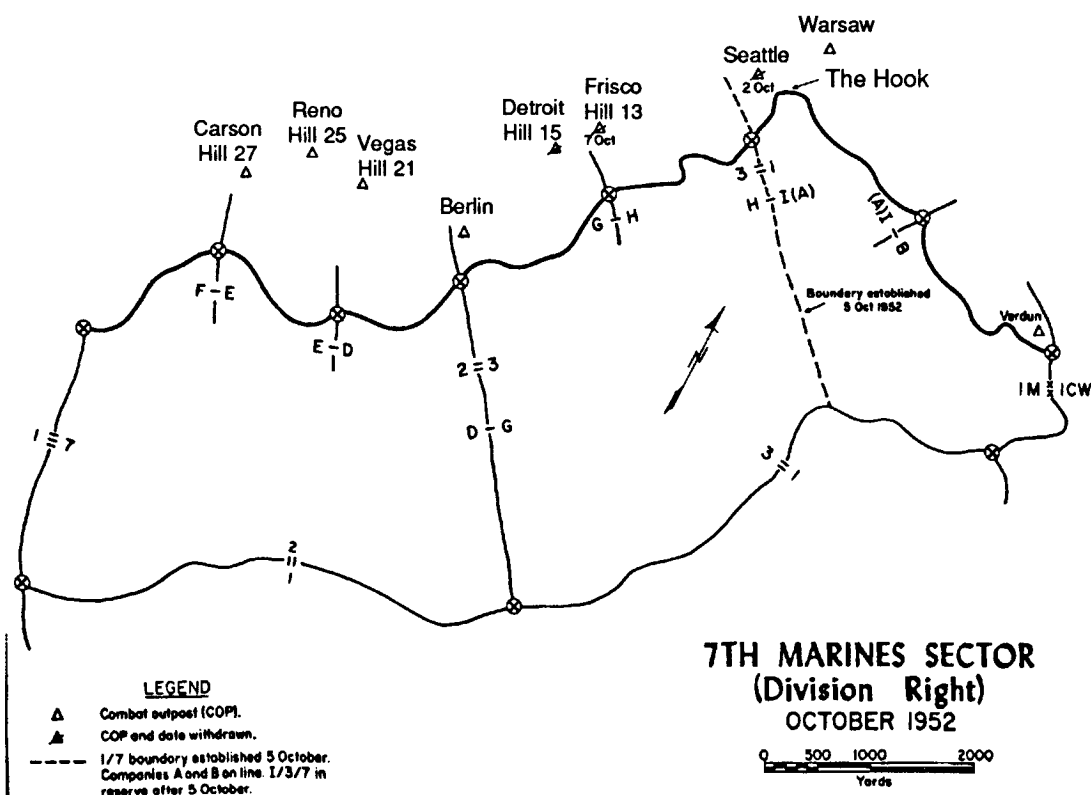 Warsaw
Seattle
2 Oct
The Hook
Frisco
Hill 13
7 Oct
Detroit
Hill 15
Reno
Hill 25
Carson
Hill 27
Vegas
Hill 21
Berlin
3 1
H I(A)
G H
(A)I B
F E
E D
Boundary established
5 Oct 1952
Verdun
2 3
1M 1CW
D G
1 7
3 1
2
1
7TH MARINES SECTOR
(Division Right)
OCTOBER 1952
0 500 1000 2000
Yards
LEGEND
Combat outpost (COP).
COP and date withdrawn.
1/7 boundary established 5 October.
Companies A and B on line. I/3/7 in
reserve after 5 October.